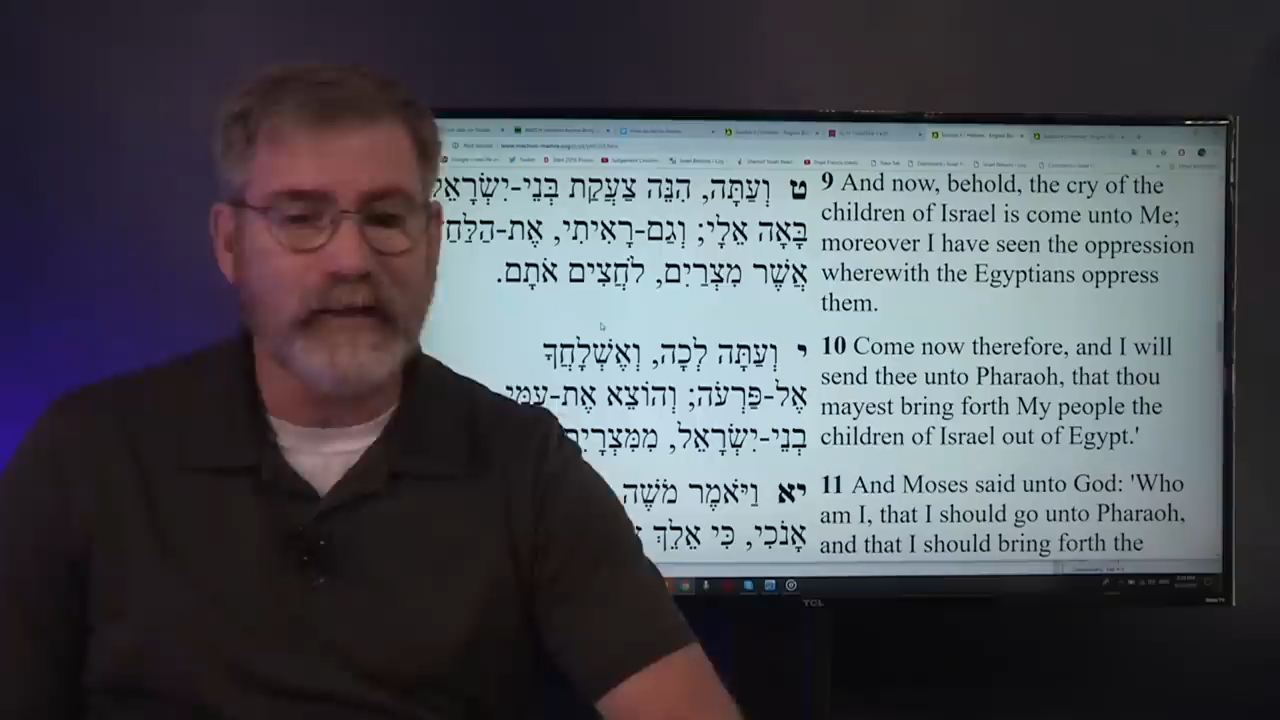 ט וְעַתָּה, הִנֵּה צַעֲקַת בְּנֵי-יִשְׂרָאֵל
בָּאָה אֵלָי; וְגַם-רָאִיתִי, אֶת-הַלַּחַ
אֲשֶׁר מִצְרַיִם, לֹחֲצִים אֹתָם.
9 And now, behold, the cry of the
children of Israel is come unto Me;
moreover I have seen the oppression
wherewith the Egyptians oppress
them.
י וְעַתָּה לְכָה, וְאֶשְׁלָחֲךָ
אֶל-פַּרְעֹה; וְהוֹצֵא אֶת-עַמִּי
בְנֵי-יִשְׂרָאֵל, מִמִּצְרָיִם
10 Come now therefore, and I will
send thee unto Pharaoh, that thou
mayest bring forth My people the
children of Israel out of Egypt.'
יא וַיֹּאמֶר מֹשֶׁה
אָנֹכִי, כִּי אֵלֵךְ
11 And Moses said unto God: 'Who
am I, that I should go unto Pharaoh,
and that I should bring forth the
TCL